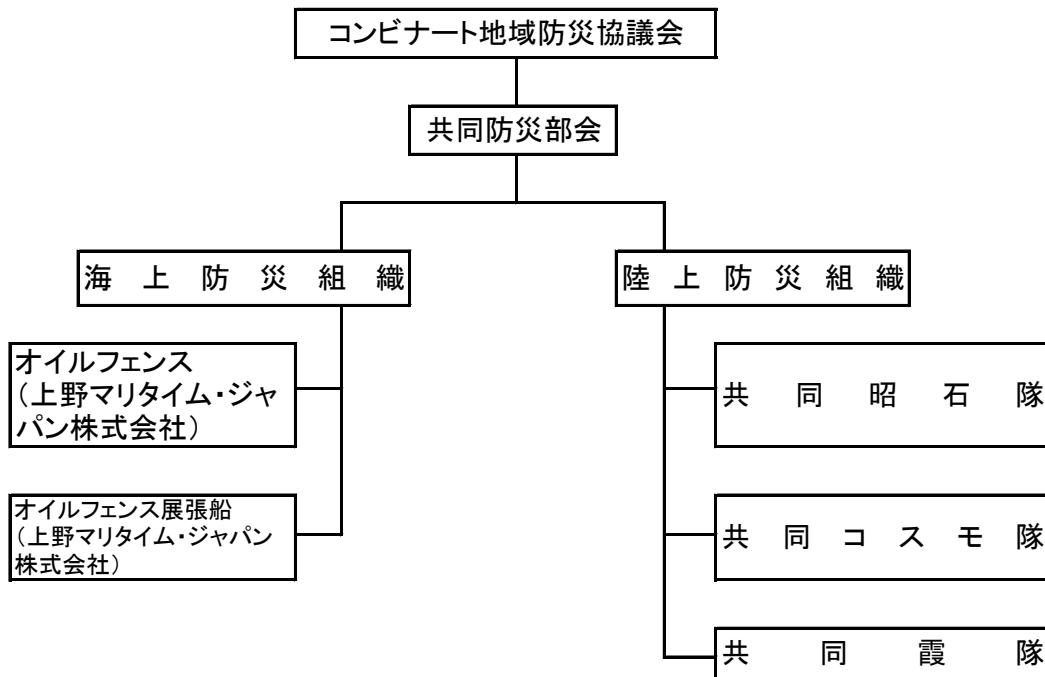 コンビナート地域防災協議会
共同防災部会
海上防災組織
陸上防災組織
オイルフェンス
（上野マリタイム・ジャ
パン株式会社）
共同昭石隊
オイルフェンス展張船
（上野マリタイム・ジャパン
株式会社）
共同コスモ隊
共同霞隊